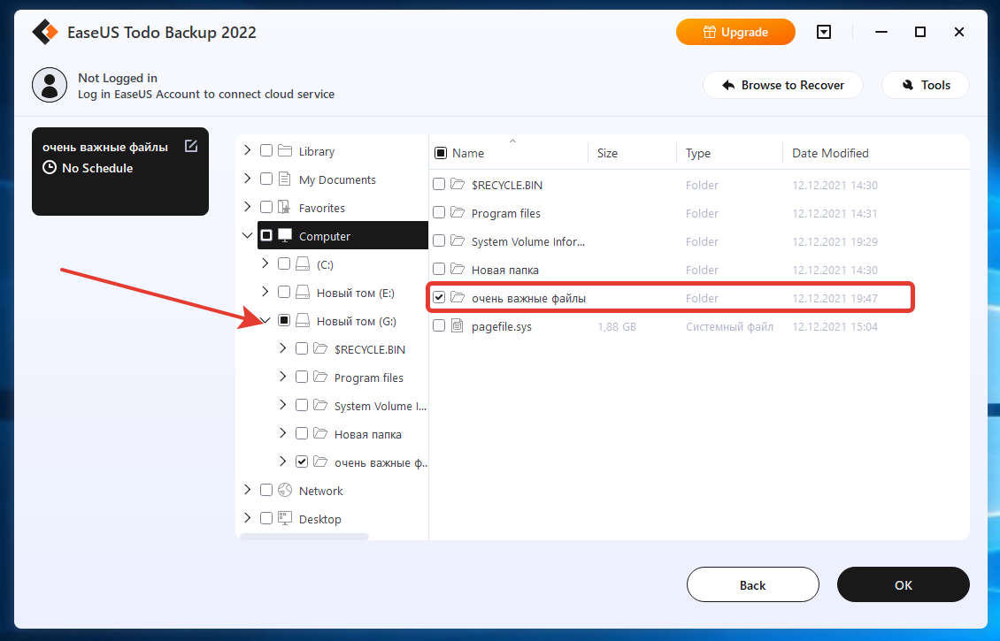 EaseUS Todo Backup 2022
Upgrade
Not Logged in
Log in EaseUS Account to connect cloud service
Browse to Recover
Tools
очень важные файлы
No Schedule
Library
My Documents
Favorites
Computer
(C:)
Новый том (E:)
Новый том (G:)
$RECYCLE.BIN
Program files
System Volume I...
Новая папка
очень важные ф...
Network
Desktop
Name Size Type Date Modified
$RECYCLE.BIN Folder 12.12.2021 14:30
Program files Folder 12.12.2021 14:31
System Volume Infor... Folder 12.12.2021 19:29
Новая папка Folder 12.12.2021 14:30
очень важные файлы Folder 12.12.2021 19:47
pagefile.sys 1,88 GB Системный файл 12.12.2021 15:04
Back
OK